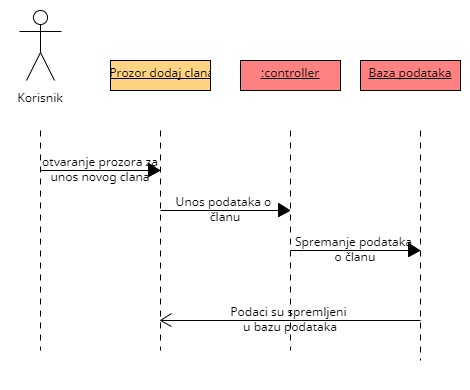 Prozor dodaj clana
:controller
Baza podataka
Korisnik
otvaranje prozora za
unos novog clana
Unos podataka o
članu
Spremanje podataka
o članu
Podaci su spremljeni
u bazu podataka